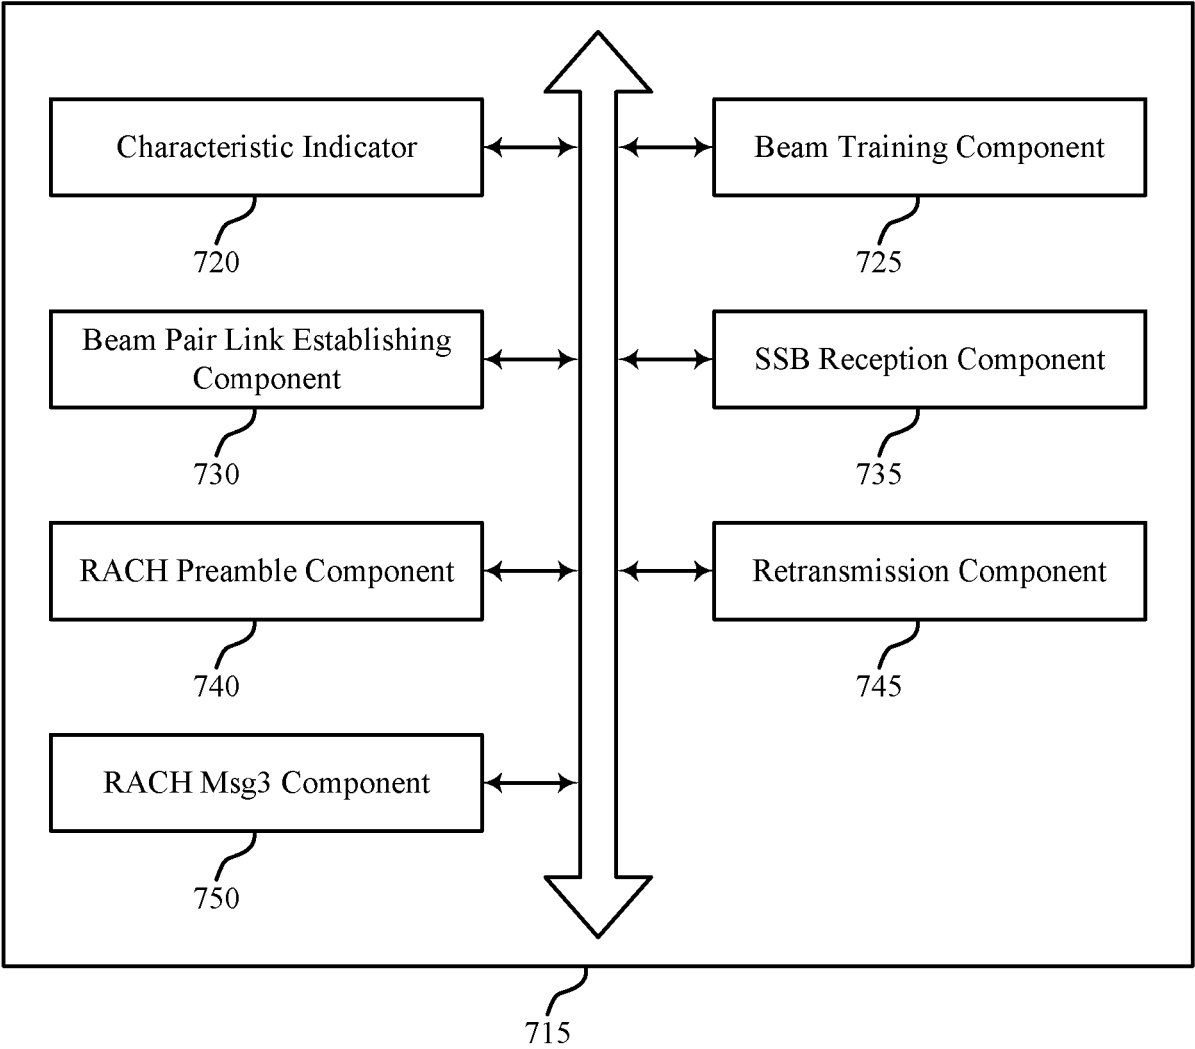 Characteristic Indicator
720
Beam Training Component
725
Beam Pair Link Establishing
Component
730
SSB Reception Component
735
RACH Preamble Component
740
Retransmission Component
745
RACH Msg3 Component
750
715